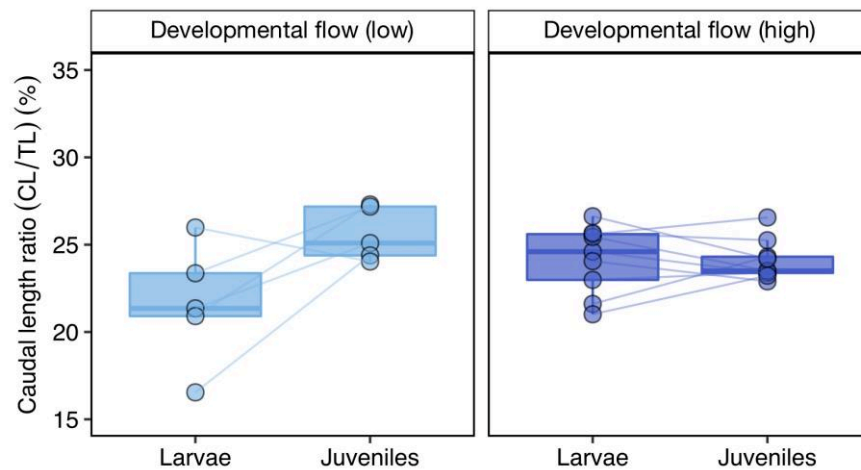 Developmental flow (low)
Developmental flow (high)
Caudal length ratio (CL/TL) (%)
35
30
25
20
15
Larvae
Juveniles
Larvae
Juveniles